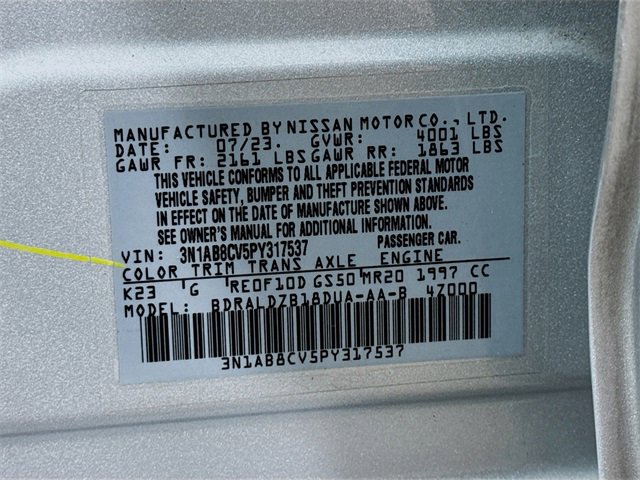 MANUFACTURED BY NISSAN MOTOR CO., LTD.
DATE: 07/23. GVWR: 4001 LBS
GAWR FR: 2161 LBS GAWR RR: 1863 LBS
THIS VEHICLE CONFORMS TO ALL APPLICABLE FEDERAL MOTOR
VEHICLE SAFETY, BUMPER AND THEFT PREVENTION STANDARDS
IN EFFECT ON THE DATE OF MANUFACTURE SHOWN ABOVE.
SEE OWNER'S MANUAL FOR ADDITIONAL INFORMATION.
VIN: 3N1AB8CV5PY317537 PASSENGER CAR.
COLOR TRIM TRANS AXLE ENGINE
K23 G RE0F10D GS50 MR20 1997 CC
MODEL: BDRALDZB18DUA-AA-B 47000
3N1AB8CV5PY317537